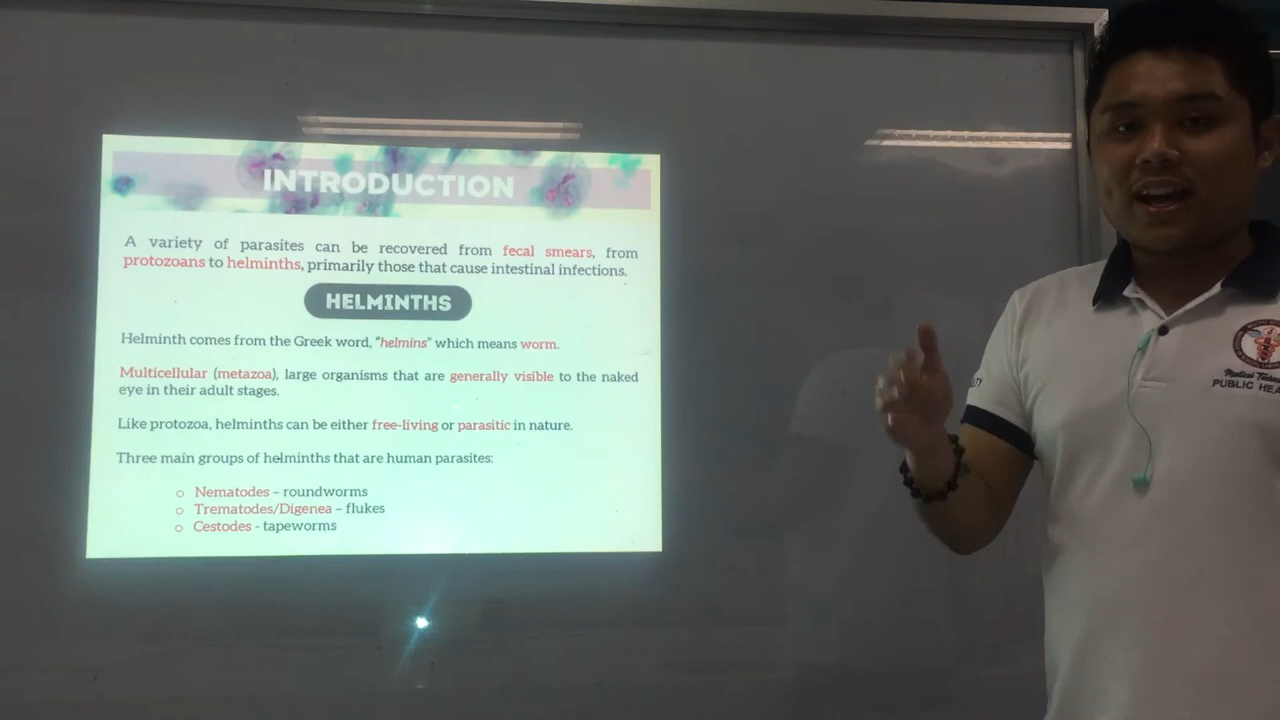 INTRODUCTION
A variety of parasites can be recovered from fecal smears, from
protozoans to helminths, primarily those that cause intestinal infections.
HELMINTHS
Helminth comes from the Greek word, "helmins" which means worm.
Multicellular (metazoa), large organisms that are generally visible to the naked
eye in their adult stages.
Like protozoa, helminths can be either free-living or parasitic in nature.
Three main groups of helminths that are human parasites:
o Nematodes – roundworms
o Trematodes/Digenea – flukes
o Cestodes - tapeworms
Medical
PUBLIC